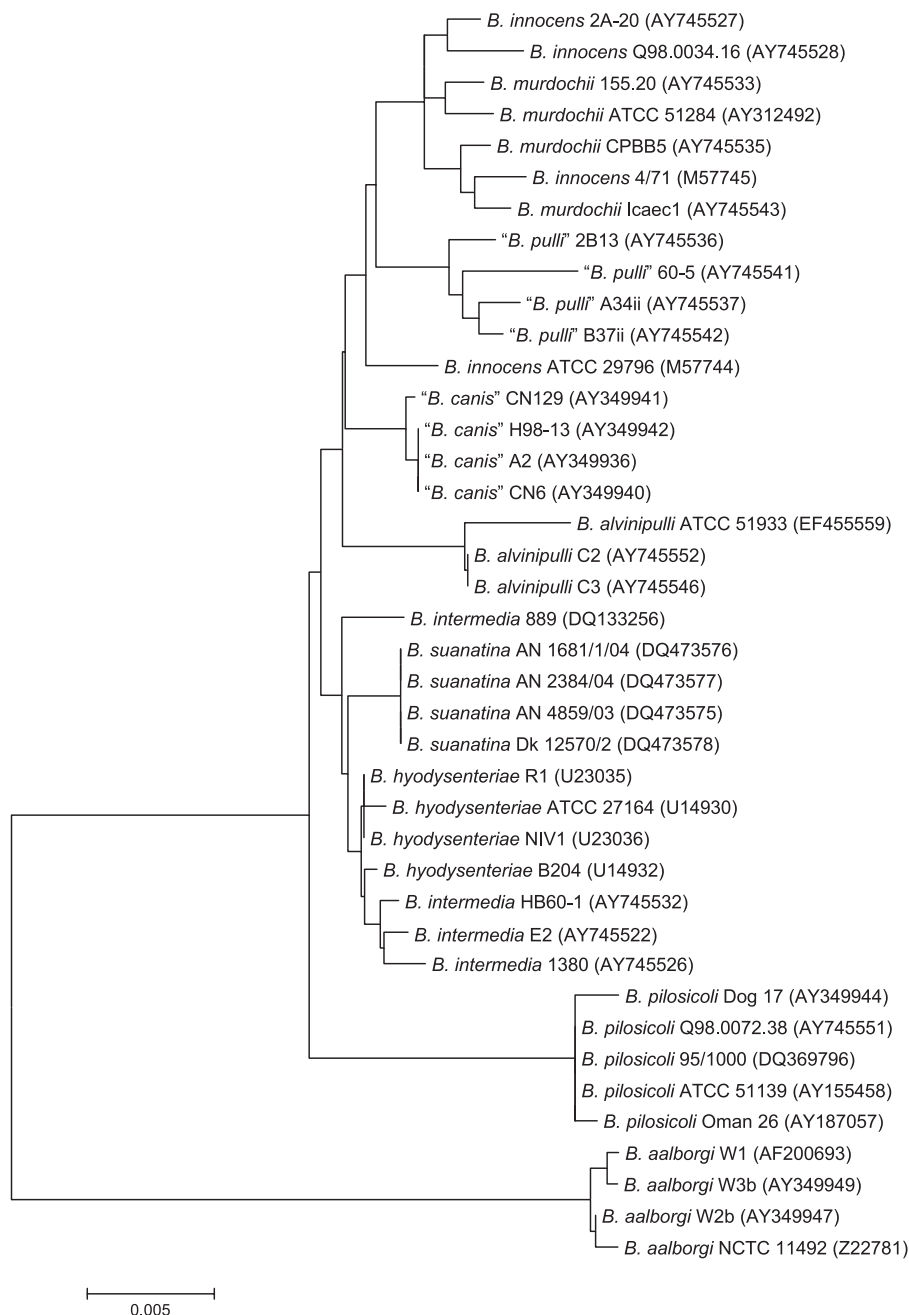 B. innocens 2A-20 (AY745527)
B. innocens Q98.0034.16 (AY745528)
B. murdochii 155.20 (AY745533)
B. murdochii ATCC 51284 (AY312492)
B. murdochii CPBB5 (AY745535)
B. innocens 4/71 (M57745)
B. murdochii Icaec1 (AY745543)
“B. pulli” 2B13 (AY745536)
“B. pulli” 60-5 (AY745541)
“B. pulli” A34ii (AY745537)
“B. pulli” B37ii (AY745542)
B. innocens ATCC 29796 (M57744)
“B. canis” CN129 (AY349941)
“B. canis” H98-13 (AY349942)
“B. canis” A2 (AY349936)
“B. canis” CN6 (AY349940)
B. alvinipulli ATCC 51933 (EF455559)
B. alvinipulli C2 (AY745552)
B. alvinipulli C3 (AY745546)
B. intermedia 889 (DQ133256)
B. suanatina AN 1681/1/04 (DQ473576)
B. suanatina AN 2384/04 (DQ473577)
B. suanatina AN 4859/03 (DQ473575)
B. suanatina Dk 12570/2 (DQ473578)
B. hyodysenteriae R1 (U23035)
B. hyodysenteriae ATCC 27164 (U14930)
B. hyodysenteriae NIV1 (U23036)
B. hyodysenteriae B204 (U14932)
B. intermedia HB60-1 (AY745532)
B. intermedia E2 (AY745522)
B. intermedia 1380 (AY745526)
B. pilosicoli Dog 17 (AY349944)
B. pilosicoli Q98.0072.38 (AY745551)
B. pilosicoli 95/1000 (DQ369796)
B. pilosicoli ATCC 51139 (AY155458)
B. pilosicoli Oman 26 (AY187057)
B. aalborgi W1 (AF200693)
B. aalborgi W3b (AY349949)
B. aalborgi W2b (AY349947)
B. aalborgi NCTC 11492 (Z22781)
0.005